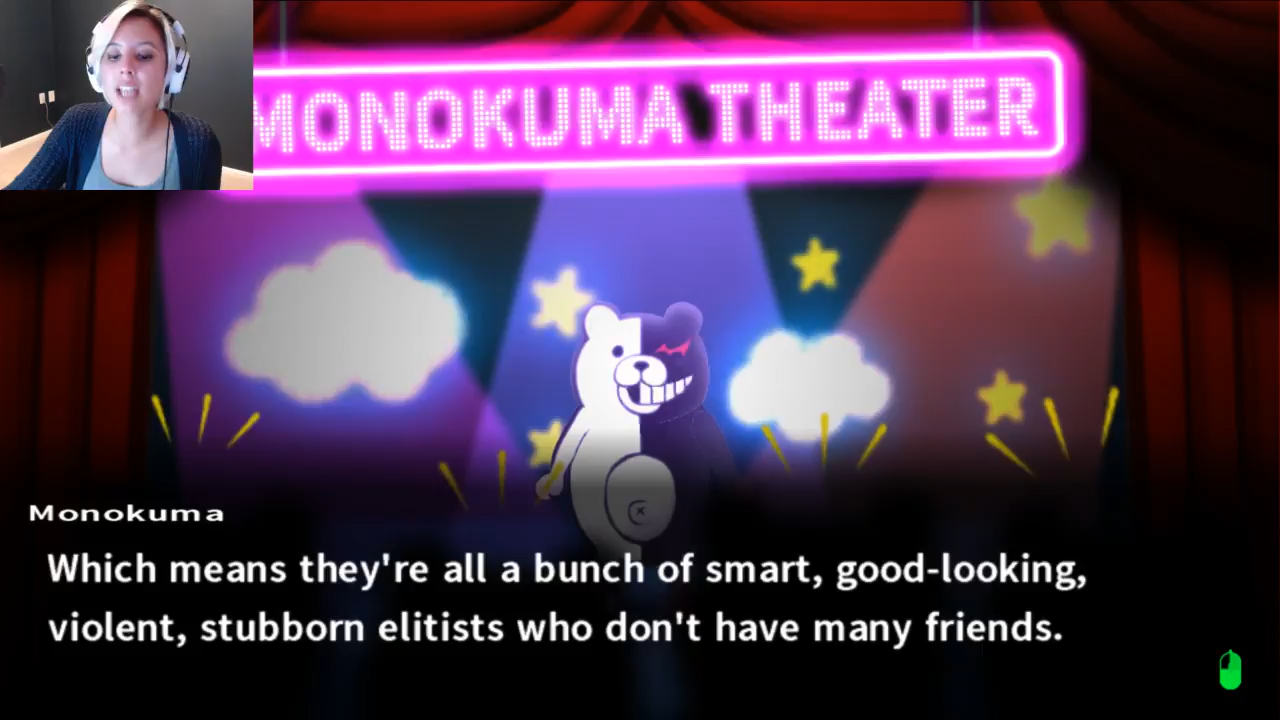 MONOKUMA THEATER
Monokuma
Which means they're all a bunch of smart, good-looking,
violent, stubborn elitists who don't have many friends.